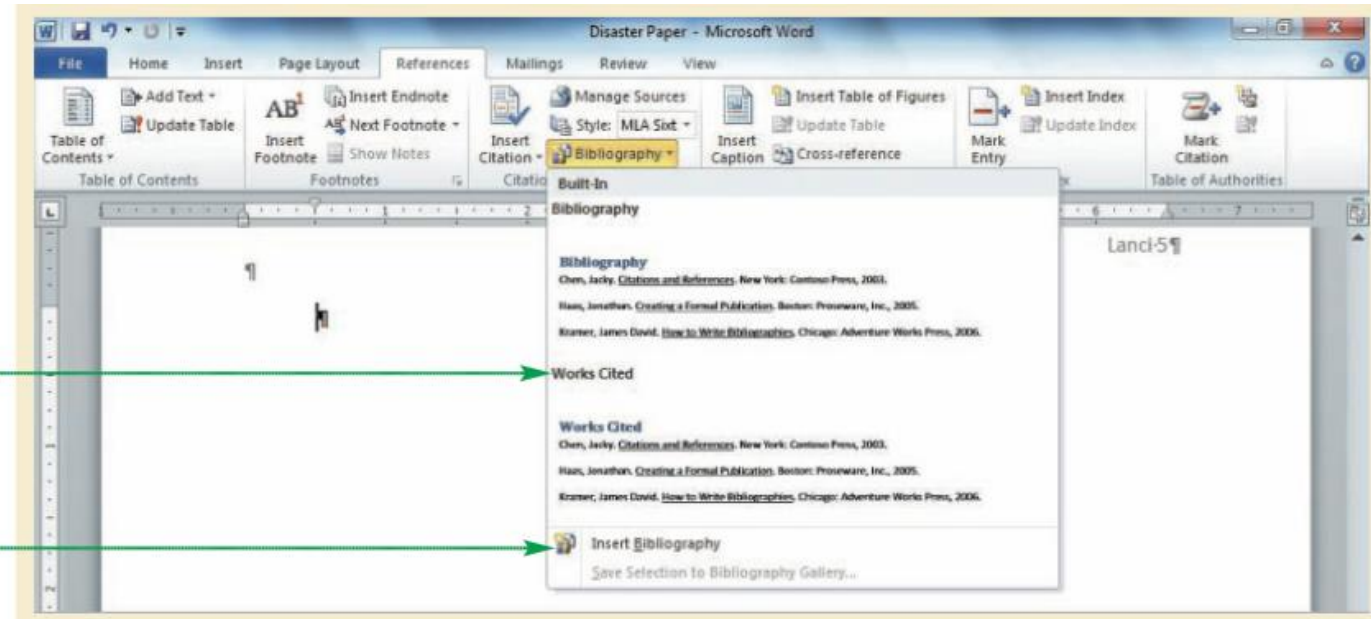 Disaster Paper - Microsoft Word
File Home Insert Page Layout References Mailings Review View
Table of Contents
Add Text
Update Table
Table of Contents
AB1
Insert Footnote
Insert Endnote
Next Footnote
Show Notes
Footnotes
Insert Citation
Manage Sources
Style: MLA Sixt
Bibliography
Citatio
Insert Caption
Insert Table of Figures
Update Table
Cross-reference
Mark Entry
Insert Index
Update Index
x
Mark Citation
Table of Authorities
L
1 2 6 7
Lanci·5¶
¶
¶
Built-In
Bibliography
Bibliography
Chen, Jacky. Citations and References. New York: Contoso Press, 2003.
Haas, Jonathan. Creating a Formal Publication. Boston: Proseware, Inc., 2005.
Kramer, James David. How to Write Bibliographies. Chicago: Adventure Works Press, 2006.
Works Cited
Works Cited
Chen, Jacky. Citations and References. New York: Contoso Press, 2003.
Haas, Jonathan. Creating a Formal Publication. Boston: Proseware, Inc., 2005.
Kramer, James David. How to Write Bibliographies. Chicago: Adventure Works Press, 2006.
Insert Bibliography
Save Selection to Bibliography Gallery...